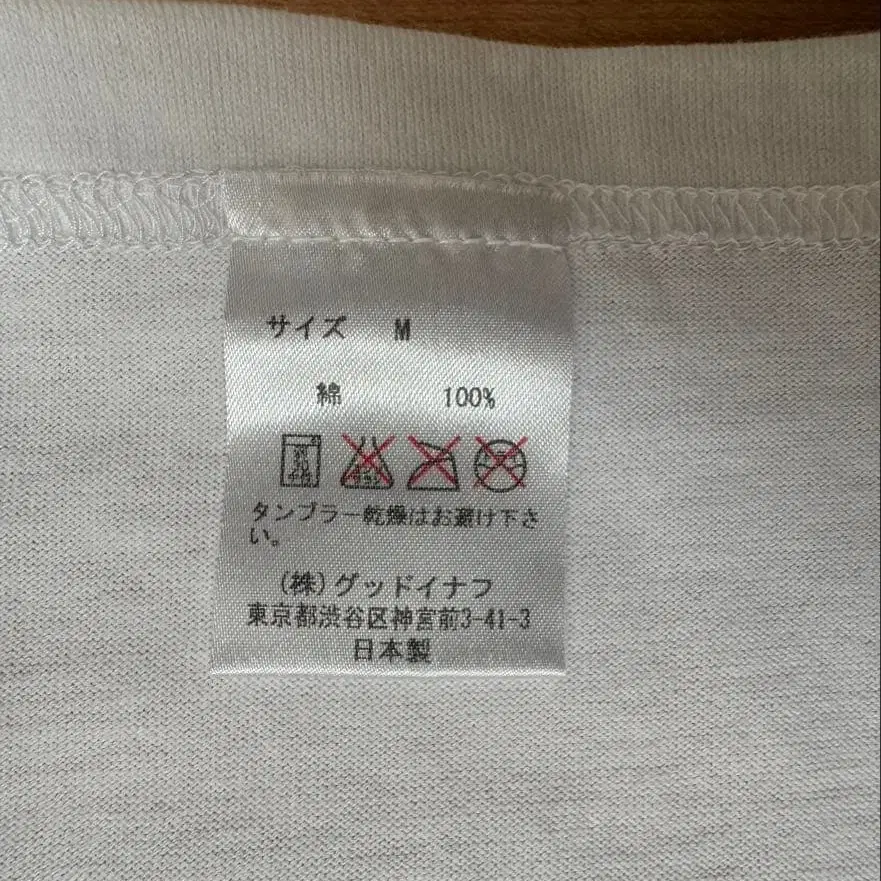 サイズ M
綿 100%
タンブラー乾燥はお避け下さ
い。
(株)グッドイナフ
東京都渋谷区神宮前3-41-3
日本製